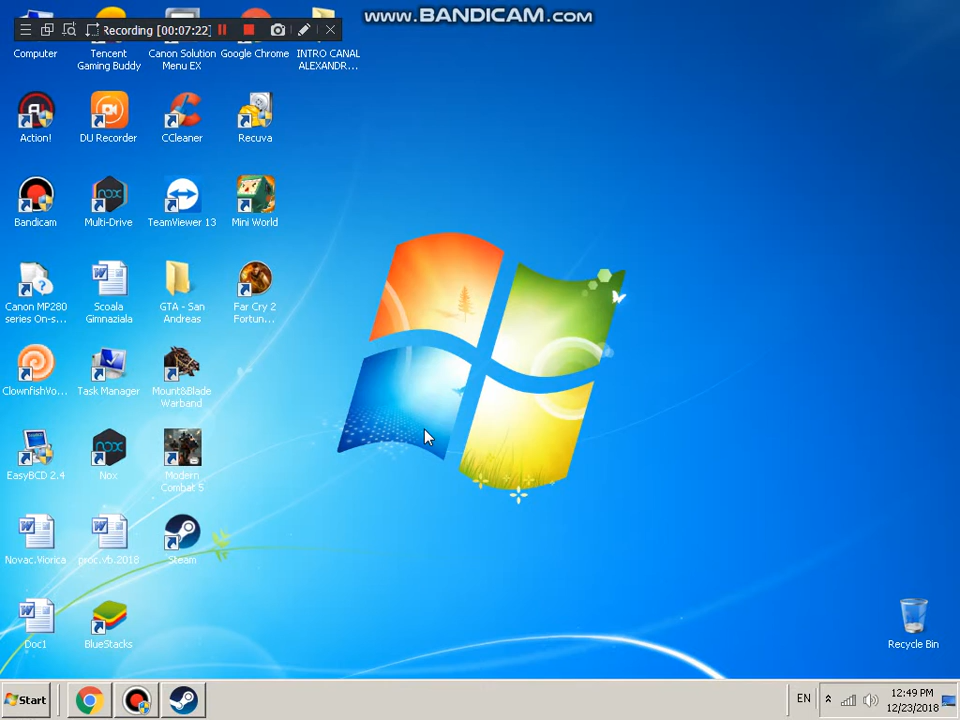 www.BANDICAM.com
Recording [00:07:22]
Computer
Tencent
Gaming Buddy
Canon Solution
Menu EX
Google Chrome
INTRO CANAL
ALEXANDR...
Action!
DU Recorder
CCleaner
Recuva
Bandicam
Multi-Drive
TeamViewer 13
Mini World
Canon MP280
series On-s...
Scoala
Gimnaziala
GTA - San
Andreas
Far Cry 2
Fortun...
ClownfishVo...
Task Manager
Mount&Blade
Warband
EasyBCD 2.4
nox
Nox
Modern
Combat 5
Novac.Viorica
proc.vb.2018
Steam
Doc1
BlueStacks
Recycle Bin
Start
EN
12:49 PM
12/23/2018